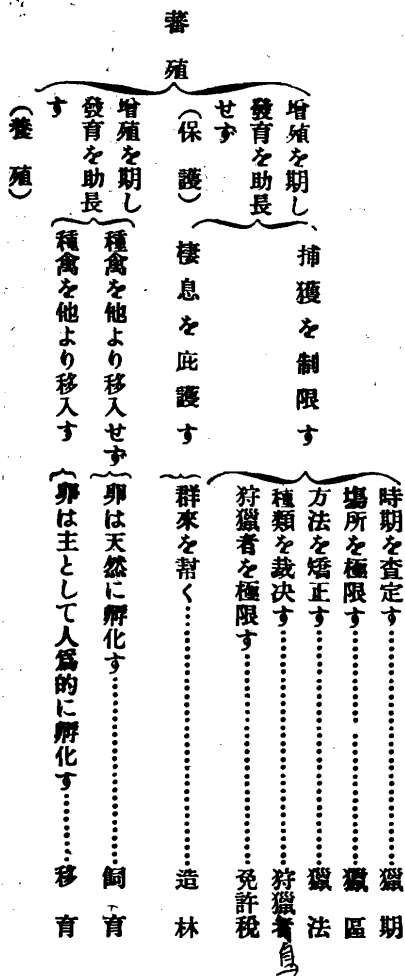 蕃殖
增殖を期し
發育を助長
せず
(保護)
捕獲を制限す
時期を査定す…………獵期
場所を極限す…………獵區
方法を矯正す…………獵法
種類を裁決す…………狩獵者
鳥
狩獵者を極限す…………免許稅
棲息を庇護す
群來を幇く…………造林
增殖を期し
發育を助長
す
(養殖)
種禽を他より移入せず
卵は天然に孵化す…………飼育
種禽を他より移入す
卵は主として人爲的に孵化す…………移育